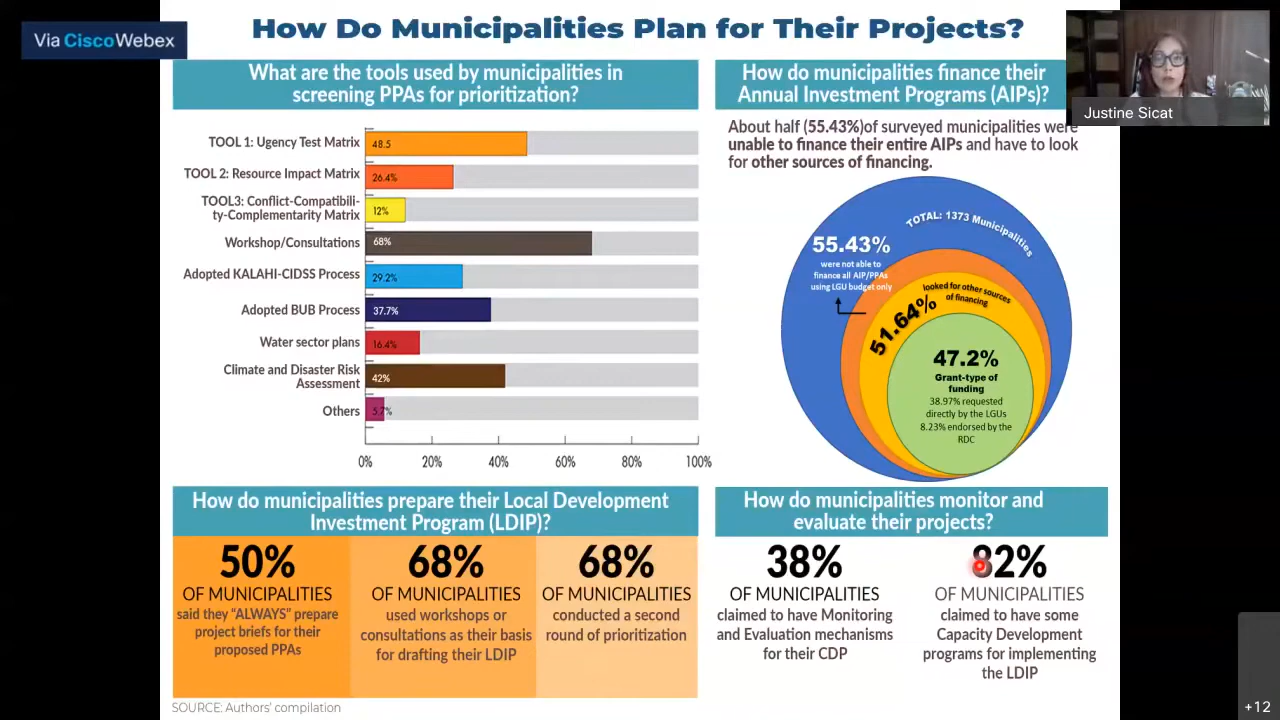 Via CiscoWebex
How Do Municipalities Plan for Their Projects?
What are the tools used by municipalities in
screening PPAs for prioritization?
TOOL 1: Ugency Test Matrix
48.5
TOOL 2: Resource Impact Matrix
26.4%
TOOL3: Conflict-Compatibili-
ty-Complementarity Matrix
12%
Workshop/Consultations
68%
Adopted KALAHI-CIDSS Process
29.2%
Adopted BUB Process
37.7%
Water sector plans
16.4%
Climate and Disaster Risk
Assessment
42%
Others
5.7%
0% 20% 40% 60% 80% 100%
How do municipalities finance their
Annual Investment Programs (AIPs)?
Justine Sicat
About half (55.43%)of surveyed municipalities were
unable to finance their entire AIPs and have to look
for other sources of financing.
TOTAL: 1373 Municipalities
55.43%
were not able to
finance all AIP/PPAs
using LGU budget only
51.64%
looked for other sources
of financing
47.2%
Grant-type of
funding
38.97% requested
directly by the LGUs
8.23% endorsed by the
RDC
How do municipalities prepare their Local Development
Investment Program (LDIP)?
50%
OF MUNICIPALITIES
said they "ALWAYS" prepare
project briefs for their
proposed PPAs
68%
OF MUNICIPALITIES
used workshops or
consultations as their basis
for drafting their LDIP
68%
OF MUNICIPALITIES
conducted a second
round of prioritization
How do municipalities monitor and
evaluate their projects?
38%
OF MUNICIPALITIES
claimed to have Monitoring
and Evaluation mechanisms
for their CDP
82%
OF MUNICIPALITIES
claimed to have some
Capacity Development
programs for implementing
the LDIP
SOURCE: Authors' compilation
+12